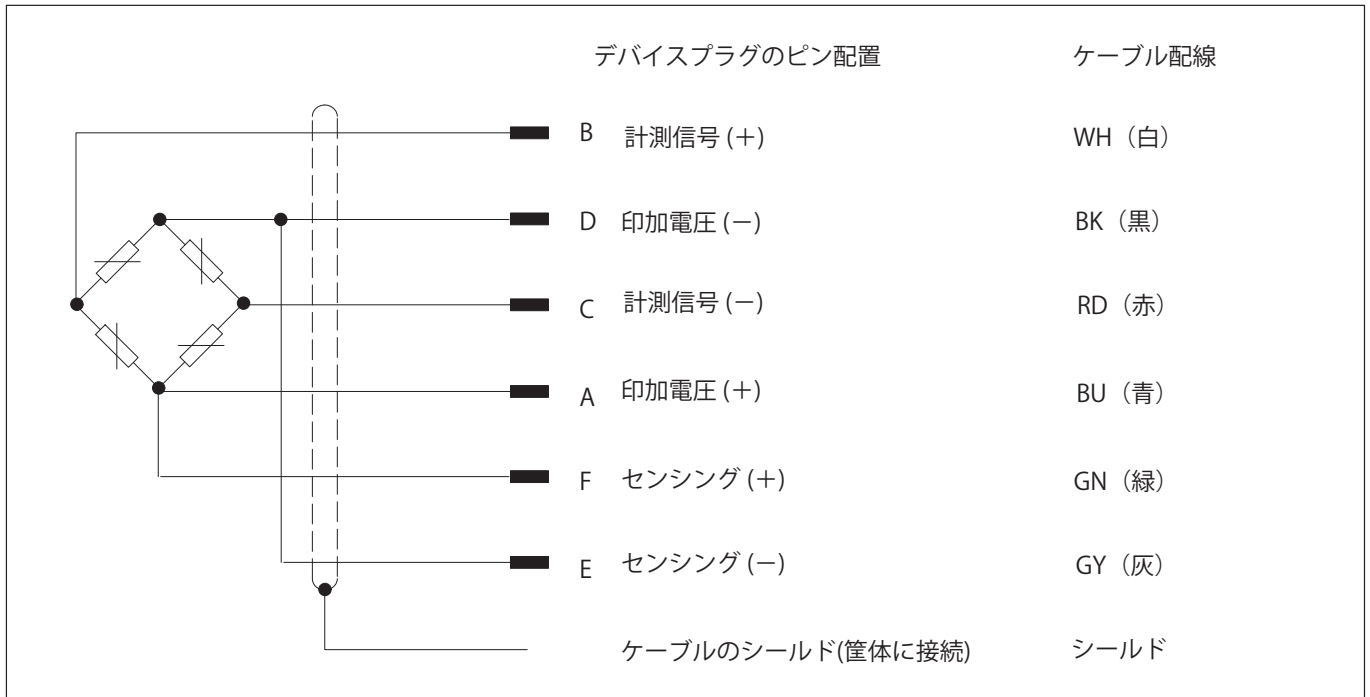 デバイスプラグのピン配置 ケーブル配線
B 計測信号 (＋) WH（白）
D 印加電圧 (－) BK（黒）
C 計測信号 (－) RD（赤）
A 印加電圧 (＋) BU（青）
F センシング (＋) GN（緑）
E センシング (－) GY（灰）
ケーブルのシールド(筐体に接続) シールド